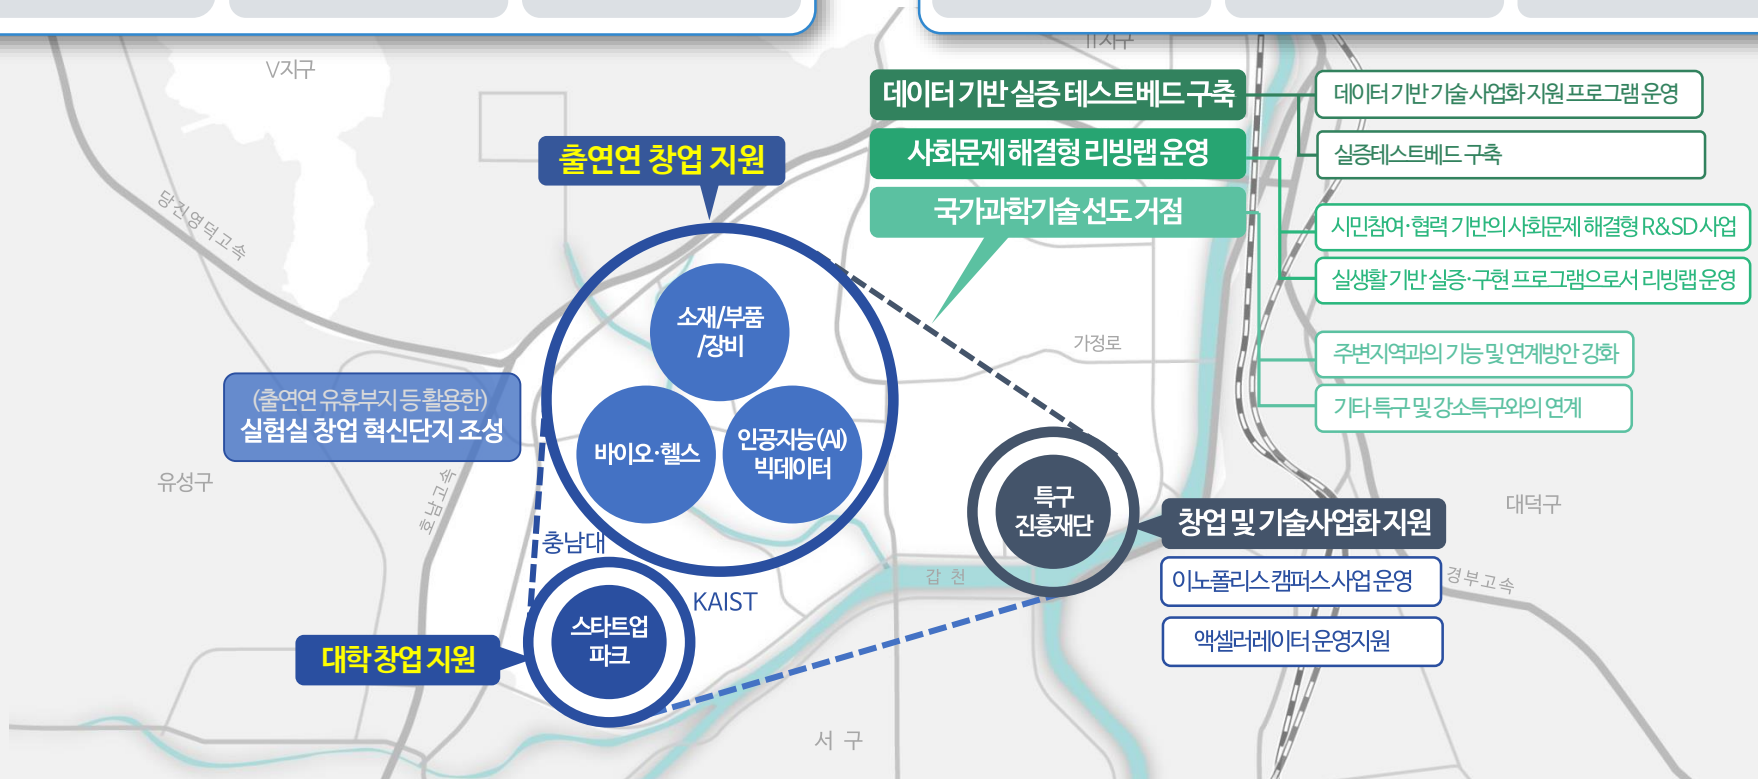 V지구
II지구
데이터 기반 실증 테스트베드 구축
데이터 기반 기술사업화 지원 프로그램 운영
출연연 창업 지원
사회문제 해결형 리빙랩 운영
실증테스트베드 구축
국가과학기술 선도 거점
시민참여·협력 기반의 사회문제 해결형 R&SD 사업
당진영덕고속
실생활 기반 실증·구현 프로그램으로서 리빙랩 운영
소재/부품
/장비
가정로
주변지역과의 기능 및 연계방안 강화
(출연연 유휴부지 등 활용한)
실험실 창업 혁신단지 조성
기타 특구 및 강소특구와의 연계
바이오·헬스
인공지능(AI)
빅데이터
유성구
호남고속
특구
진흥재단
대덕구
창업 및 기술사업화 지원
충남대
갑 천
이노폴리스 캠퍼스 사업 운영
경부고속
KAIST
스타트업
파크
액셀러레이터 운영지원
대학 창업 지원
서 구